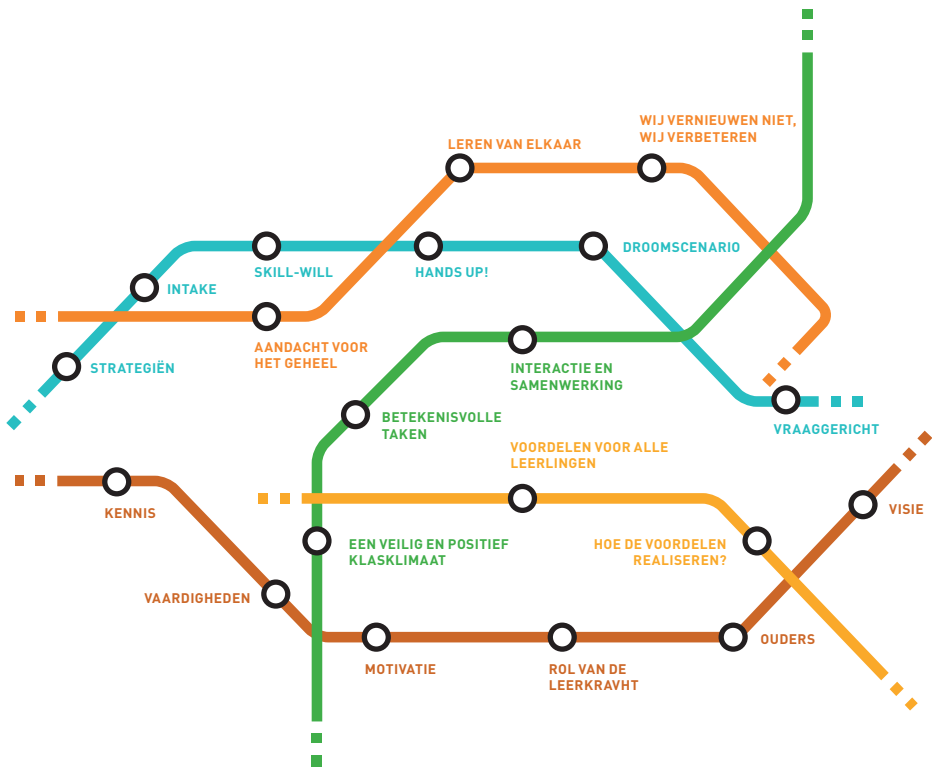 WIJ VERNIEUWEN NIET,
WIJ VERBETEREN
LEREN VAN ELKAAR
DROOMSCENARIO
SKILL-WILL
HANDS UP!
INTAKE
AANDACHT VOOR
HET GEHEEL
STRATEGIËN
INTERACTIE EN
SAMENWERKING
BETEKENISVOLLE
TAKEN
VRAAGGERICHT
VOORDELEN VOOR ALLE
LEERLINGEN
KENNIS
VISIE
EEN VEILIG EN POSITIEF
KLASKLIMAAT
HOE DE VOORDELEN
REALISEREN?
VAARDIGHEDEN
OUDERS
MOTIVATIE
ROL VAN DE
LEERKRAVHT